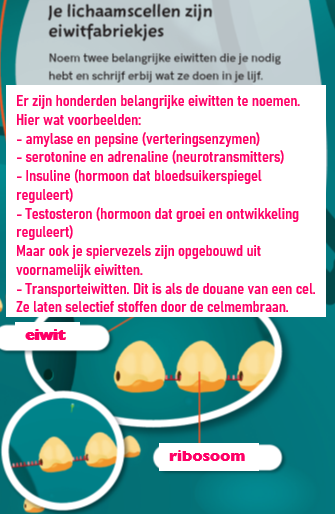 Je lichaamscellen zijn
eiwitfabriekjes
Noem twee belangrijke eiwitten die je nodig
hebt en schrijf erbij wat ze doen in je lijf.
Er zijn honderden belangrijke eiwitten te noemen.
Hier wat voorbeelden:
- amylase en pepsine (verteringsenzymen)
- serotonine en adrenaline (neurotransmitters)
- Insuline (hormoon dat bloedsuikerspiegel
reguleert)
- Testosteron (hormoon dat groei en ontwikkeling
reguleert)
Maar ook je spiervezels zijn opgebouwd uit
voornamelijk eiwitten.
- Transporteiwitten. Dit is als de douane van een cel.
Ze laten selectief stoffen door de celmembraan.
eiwit
ribosoom